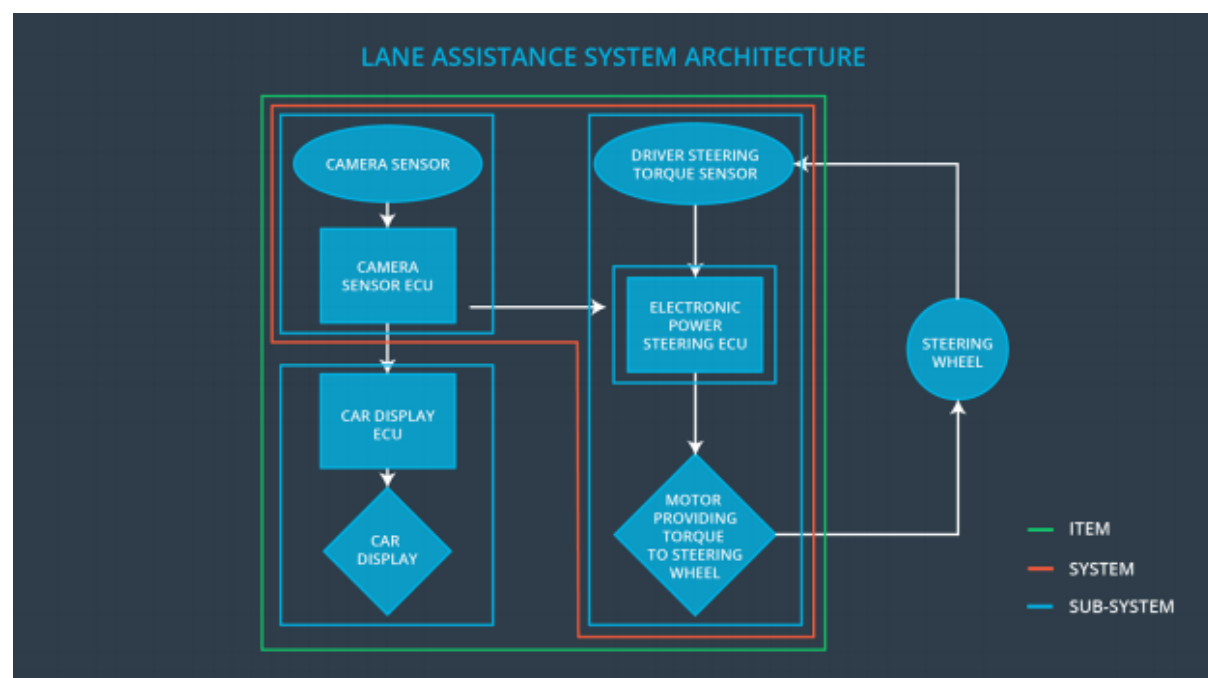 LANE ASSISTANCE SYSTEM ARCHITECTURE
CAMERA SENSOR
CAMERA
SENSOR ECU
CAR DISPLAY
ECU
CAR
DISPLAY
DRIVER STEERING
TORQUE SENSOR
ELECTRONIC
POWER
STEERING ECU
MOTOR
PROVIDING
TORQUE
TO STEERING
WHEEL
STEERING
WHEEL
ITEM
SYSTEM
SUB-SYSTEM